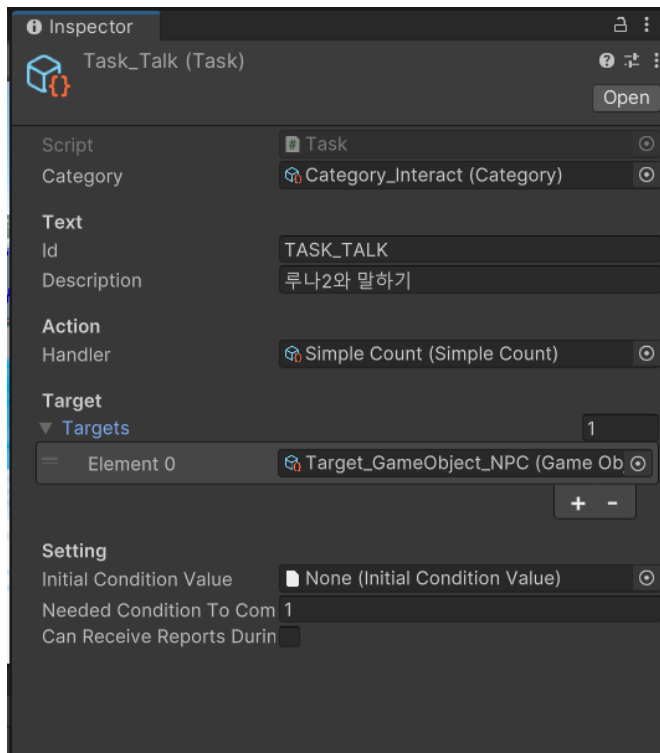 Inspector
Task_Talk (Task)
Open
Script # Task
Category Category_Interact (Category)
Text
Id TASK_TALK
Description 루나2와 말하기
Action
Handler Simple Count (Simple Count)
Target
Targets 1
Element 0 Target_GameObject_NPC (Game Ob
+ -
Setting
Initial Condition Value None (Initial Condition Value)
Needed Condition To Com 1
Can Receive Reports Durin